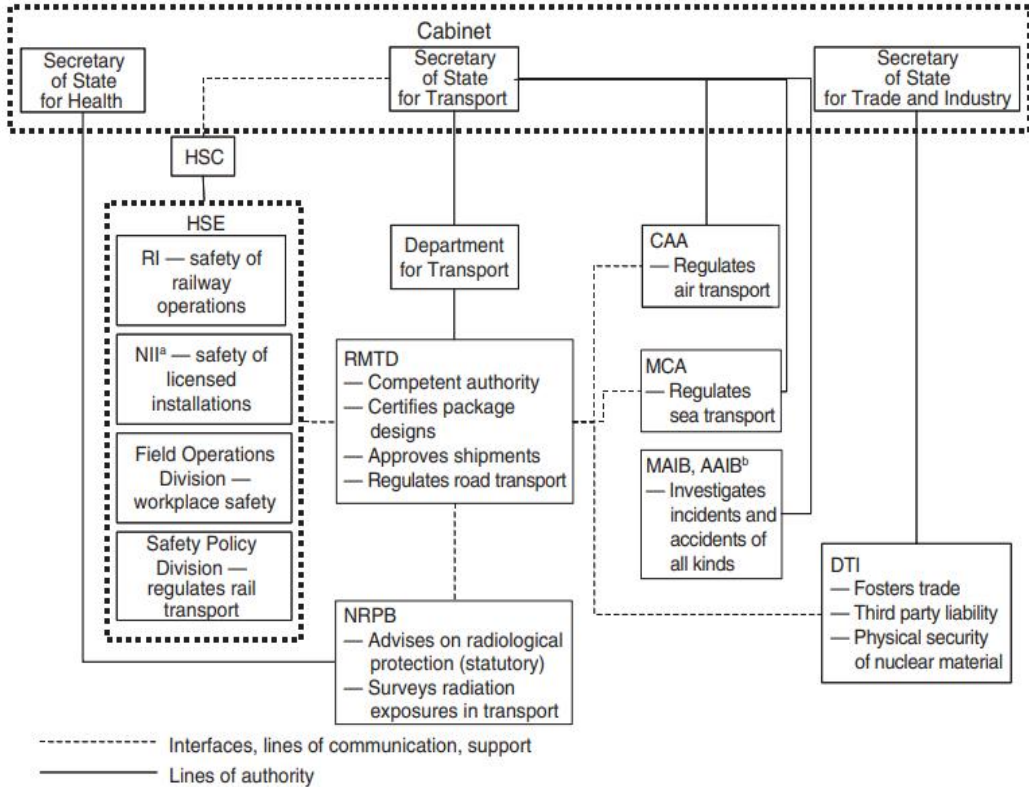 Cabinet
Secretary
of State
for Health
Secretary
of State
for Transport
Secretary
of State
for Trade and Industry
HSC
HSE
RI — safety of
railway
operations
NIIᵃ — safety of
licensed
installations
Field Operations
Division —
workplace safety
Safety Policy
Division —
regulates rail
transport
Department
for Transport
RMTD
— Competent authority
— Certifies package
designs
— Approves shipments
— Regulates road transport
NRPB
— Advises on radiological
protection (statutory)
— Surveys radiation
exposures in transport
CAA
— Regulates
air transport
MCA
— Regulates
sea transport
MAIB, AAIBᵇ
— Investigates
incidents and
accidents of
all kinds
DTI
— Fosters trade
— Third party liability
— Physical security
of nuclear material
Interfaces, lines of communication, support
Lines of authority